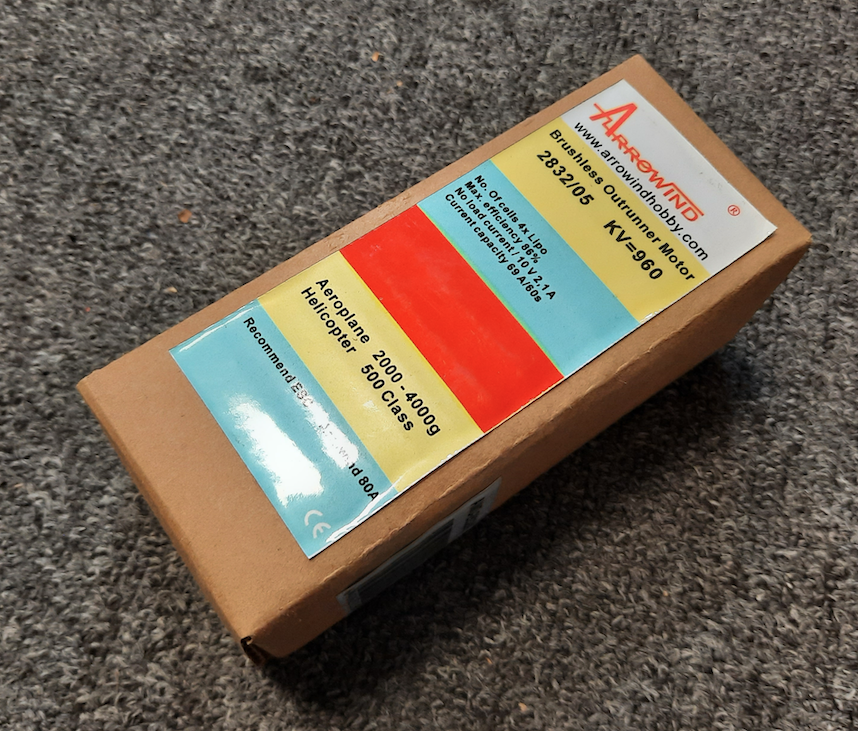 ARROWIND ®
www.arrowindhobby.com
Brushless Outrunner Motor
2832/05 KV=960
No. Of cells 4x Lipo
Max. efficiency 86%
No load current / 10 V 2,1 A
Current capacity 69 A/60s
Aeroplane 2000 - 4000g
Helicopter 500 Class
Recommend ESC 80A
CE